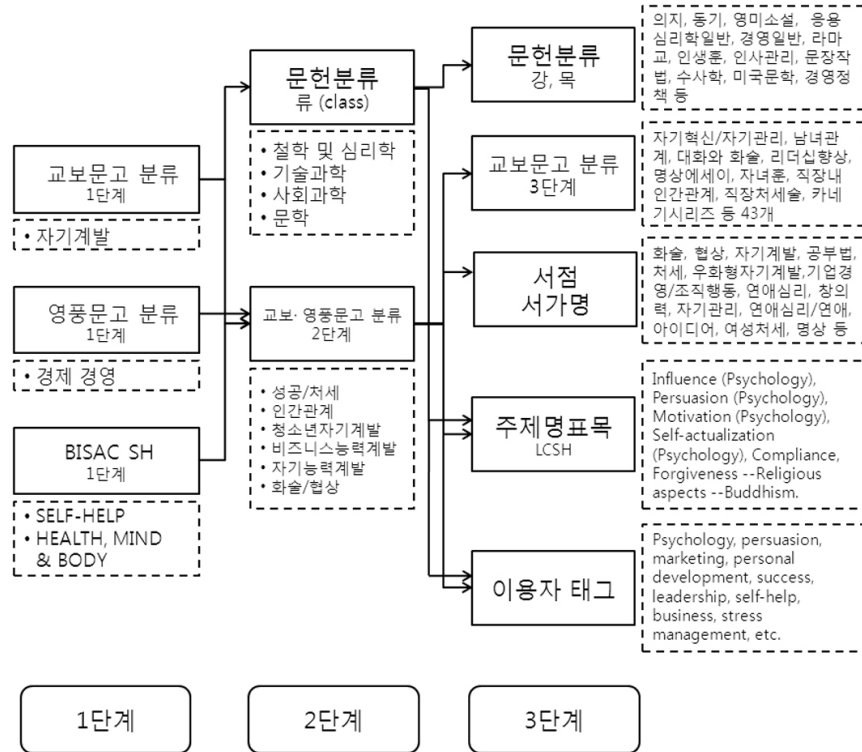 교보문고 분류
1단계
• 자기계발
영풍문고 분류
1단계
• 경제 경영
BISAC SH
1단계
• SELF-HELP
• HEALTH, MIND
& BODY
문헌분류
류 (class)
• 철학 및 심리학
• 기술과학
• 사회과학
• 문학
교보· 영풍문고 분류
2단계
• 성공/처세
• 인간관계
• 청소년자기계발
• 비즈니스능력계발
• 자기능력계발
• 화술/협상
문헌분류
강, 목
의지, 동기, 영미소설, 응용
심리학일반, 경영일반, 라마
교, 인생훈, 인사관리, 문장작
법, 수사학, 미국문학, 경영정
책 등
교보문고 분류
3단계
자기혁신/자기관리, 남녀관
계, 대화와 화술, 리더십향상,
명상에세이, 자녀훈, 직장내
인간관계, 직장처세술, 카네
기시리즈 등 43개
서점
서가명
화술, 협상, 자기계발, 공부법,
처세, 우화형자기계발,기업경
영/조직행동, 연애심리, 창의
력, 자기관리, 연애심리/연애,
아이디어, 여성처세, 명상 등
주제명표목
LCSH
Influence (Psychology),
Persuasion (Psychology),
Motivation (Psychology),
Self-actualization
(Psychology), Compliance,
Forgiveness --Religious
aspects --Buddhism.
이용자 태그
Psychology, persuasion,
marketing, personal
development, success,
leadership, self-help,
business, stress
management, etc.
1단계
2단계
3단계